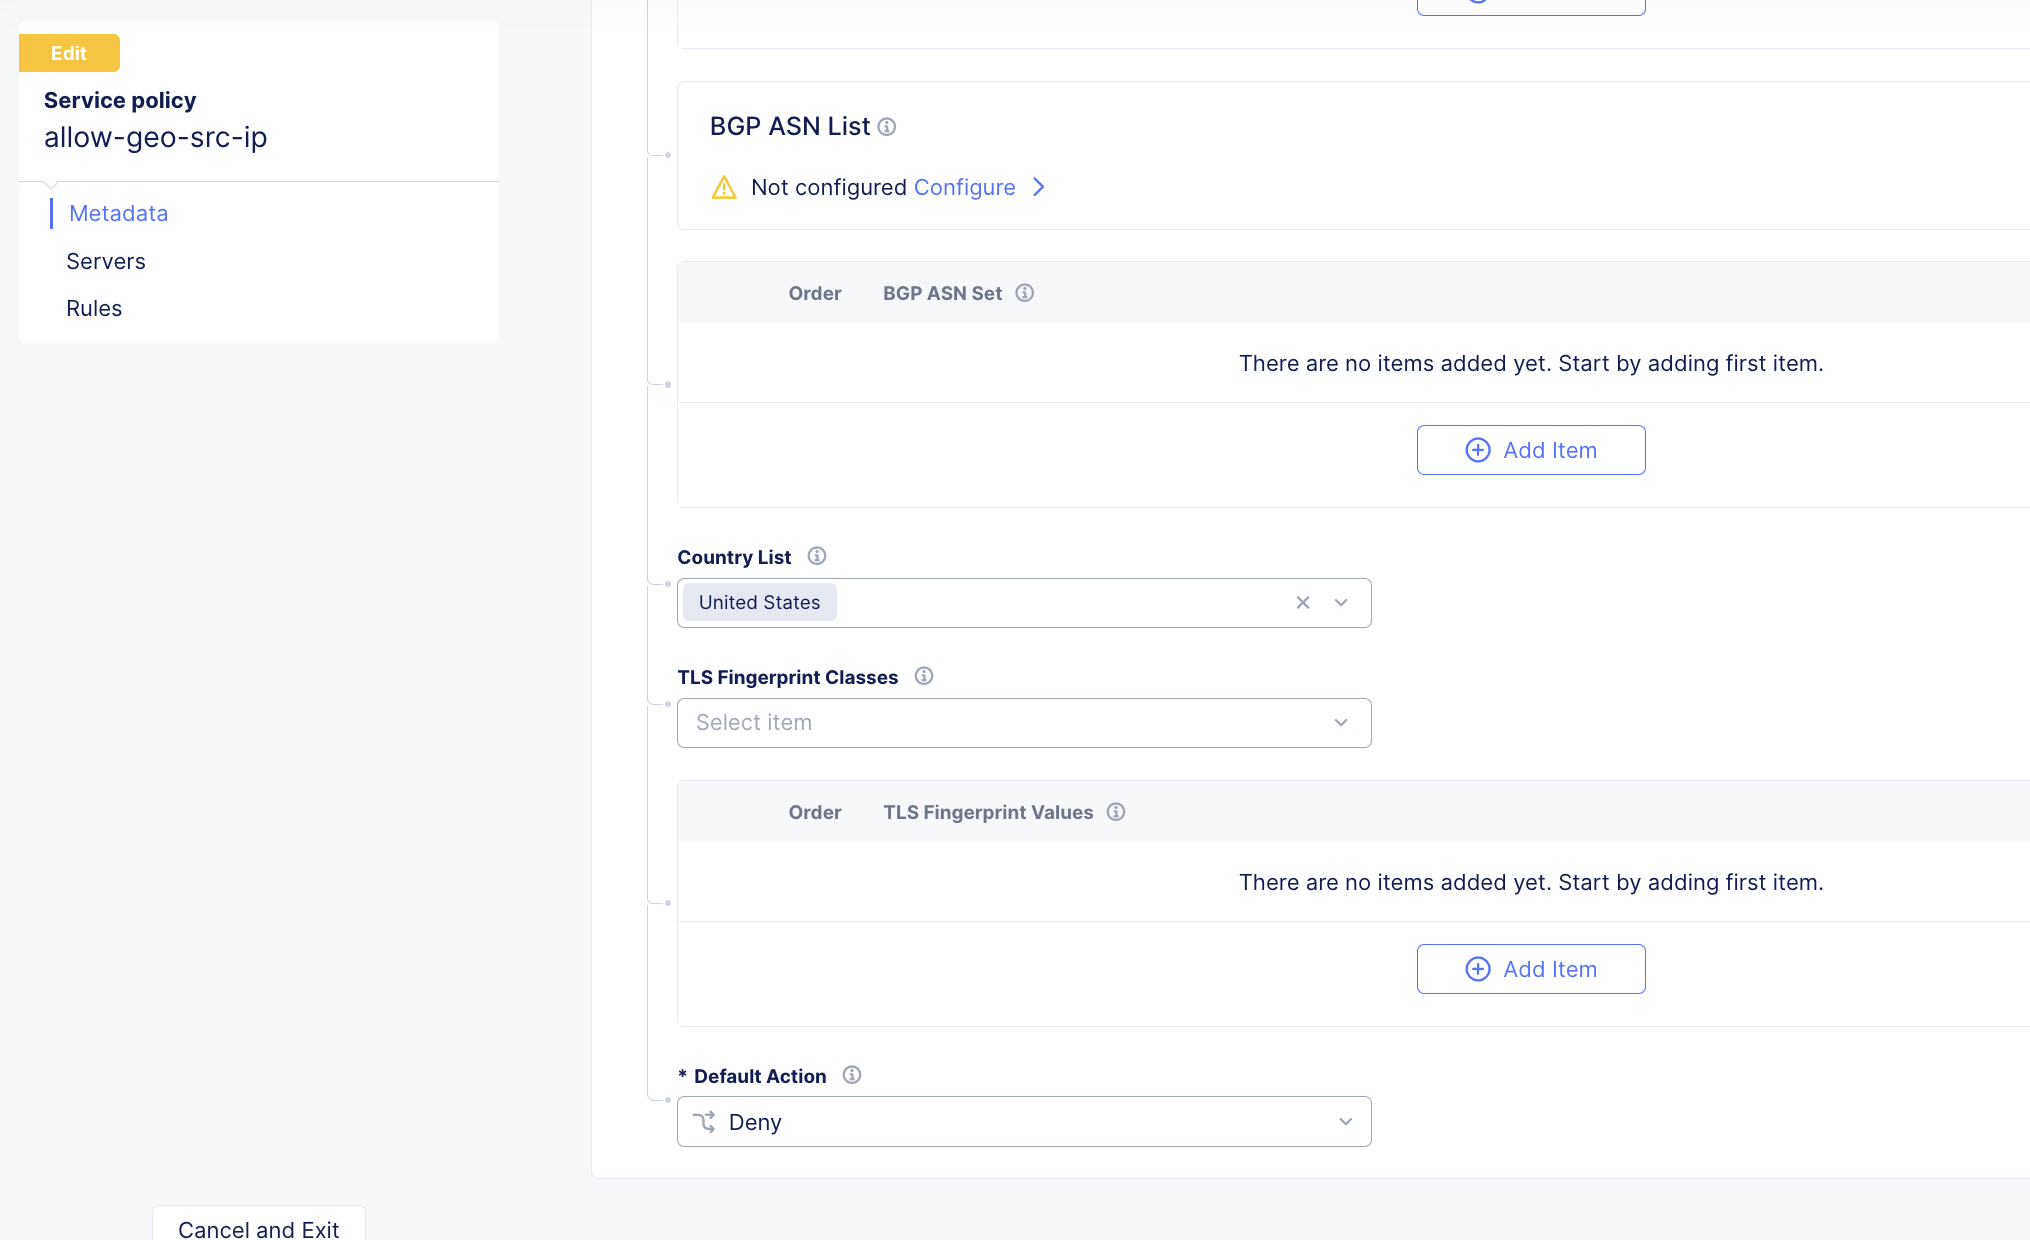 Edit
Service policy
allow-geo-src-ip
Metadata
Servers
Rules
BGP ASN List
Not configured Configure
Order BGP ASN Set
There are no items added yet. Start by adding first item.
Add Item
Country List
United States
TLS Fingerprint Classes
Select item
Order TLS Fingerprint Values
There are no items added yet. Start by adding first item.
Add Item
* Default Action
Deny
Cancel and Exit